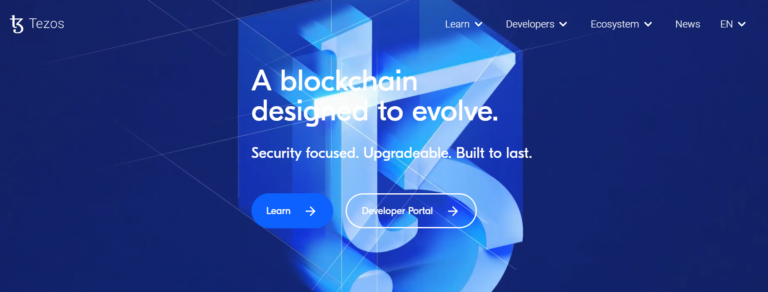 Tezos
Learn Developers Ecosystem News EN
A blockchain
designed to evolve.
Security focused. Upgradeable. Built to last.
Learn Developer Portal